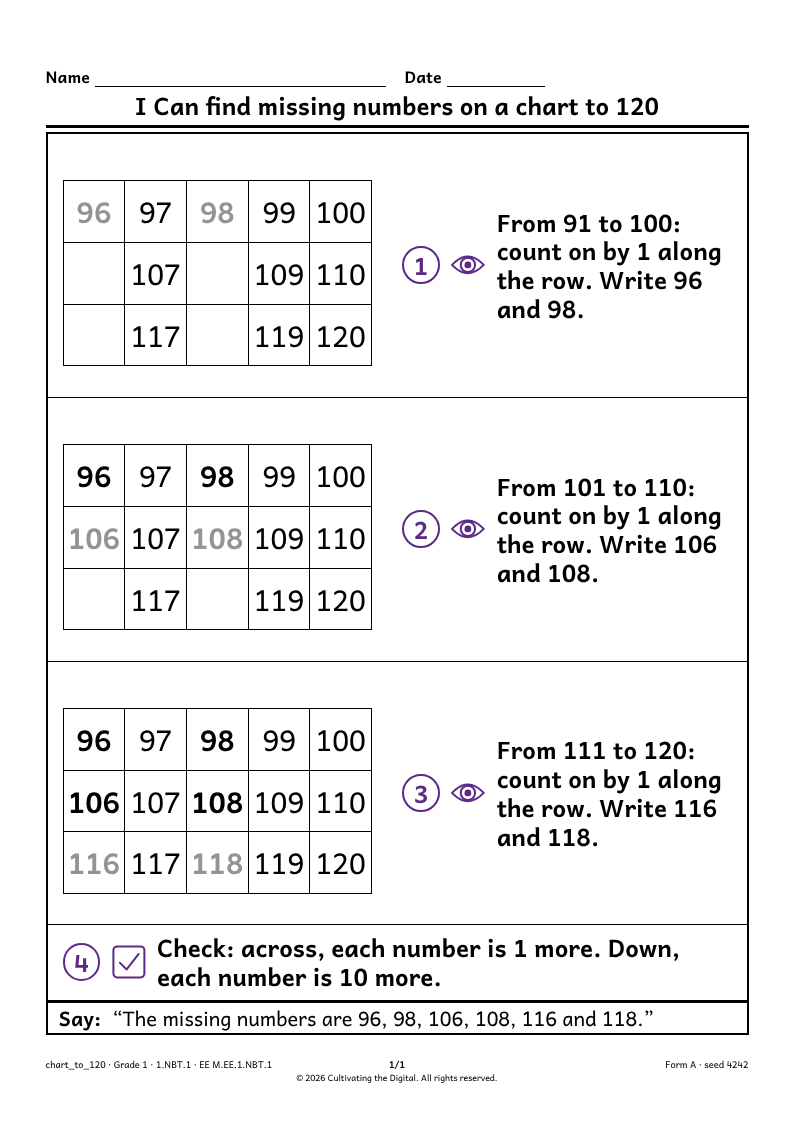 Name Date
I Can find missing numbers on a chart to 120
96 97 98 99 100
107 109 110
117 119 120
1
From 91 to 100:
count on by 1 along
the row. Write 96
and 98.
96 97 98 99 100
106 107 108 109 110
117 119 120
2
From 101 to 110:
count on by 1 along
the row. Write 106
and 108.
96 97 98 99 100
106 107 108 109 110
116 117 118 119 120
3
From 111 to 120:
count on by 1 along
the row. Write 116
and 118.
4
Check: across, each number is 1 more. Down,
each number is 10 more.
Say: “The missing numbers are 96, 98, 106, 108, 116 and 118.”
chart_to_120 · Grade 1 · 1.NBT.1 · EE M.EE.1.NBT.1 1/1 Form A · seed 4242
© 2026 Cultivating the Digital. All rights reserved.